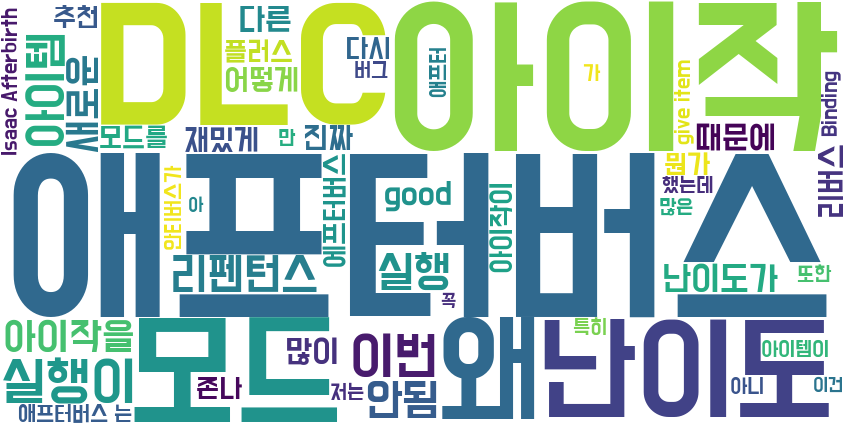 Isaac Afterbirth
추천
DLC
아이작
다른
플러스
어떻게
다시
버그
애프터
가
give item
Binding
아이템
새로운
모드를
재밌게
만
진짜
때문에
리버스
애프터버스
안티버스가
아
에프터버스
good
아이작이
뭔가
했는데
많은
리펜턴스
실행
꼭
난이도가
또한
아이작을
모드
많이
이번
왜
난이도
특히
아이템이
실행이
존나
저는
안됨
아니
이건
애프터버스 는